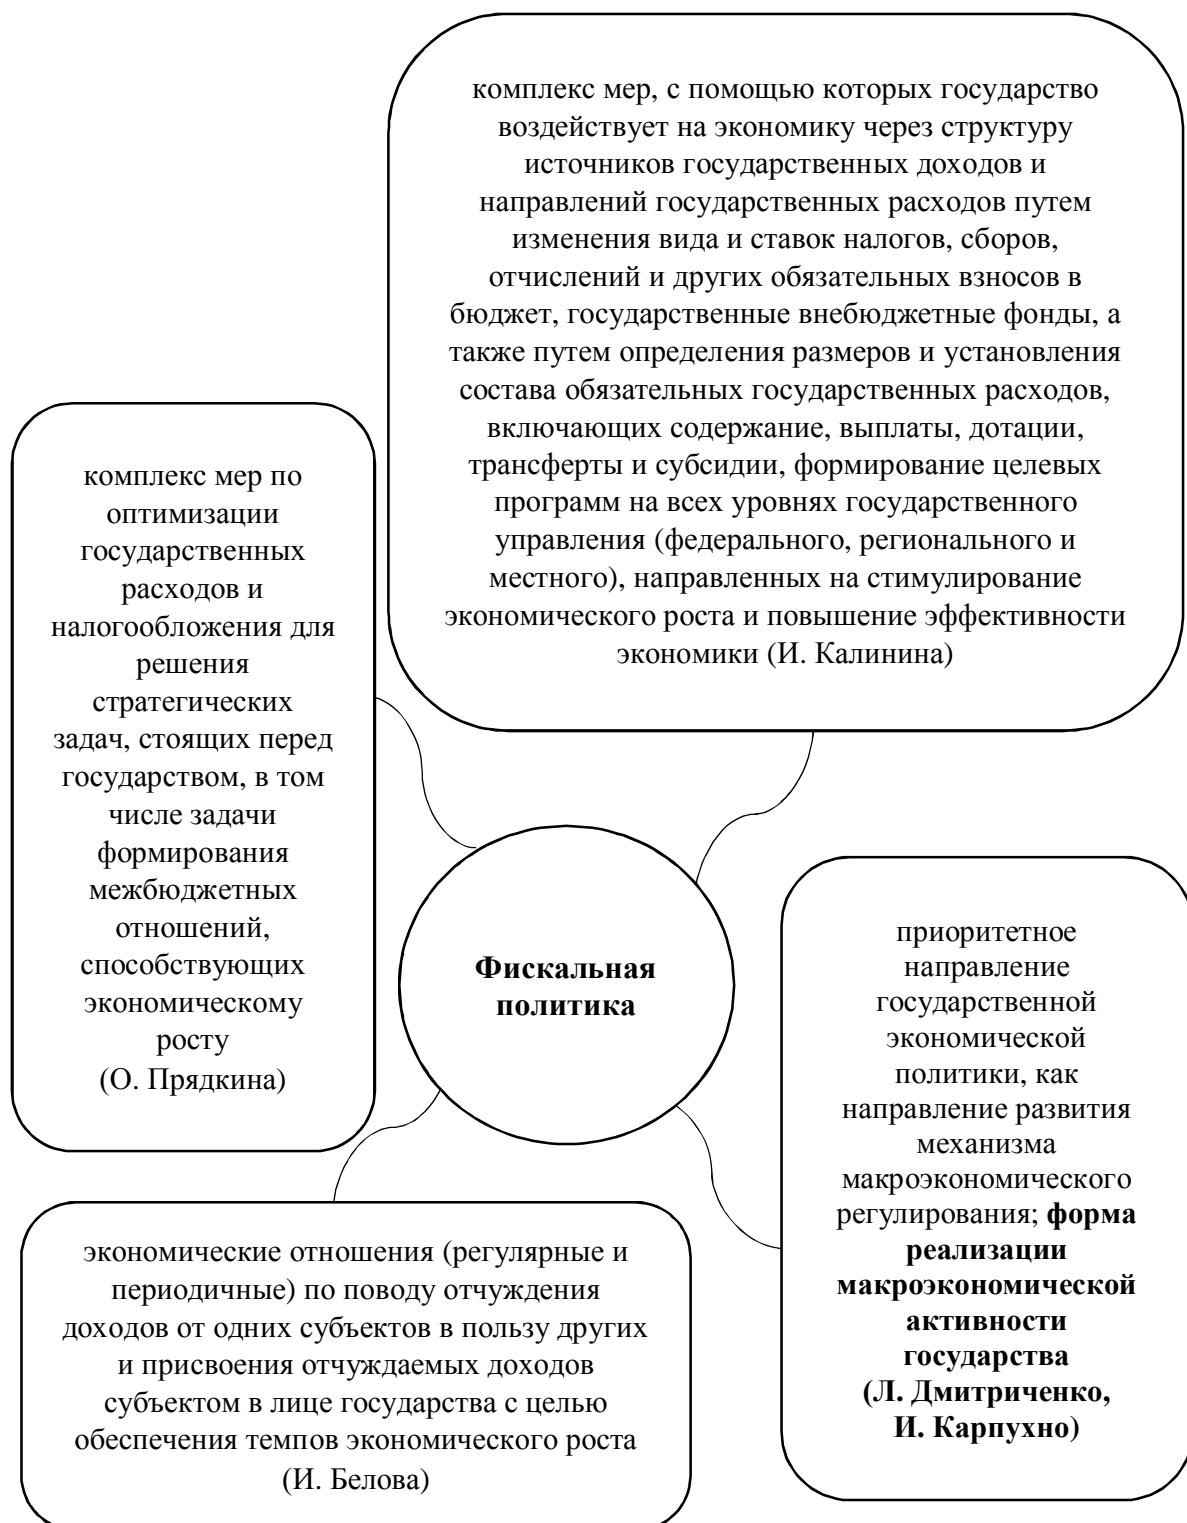 комплекс мер, с помощью которых государство
воздействует на экономику через структуру
источников государственных доходов и
направлений государственных расходов путем
изменения вида и ставок налогов, сборов,
отчислений и других обязательных взносов в
бюджет, государственные внебюджетные фонды, а
также путем определения размеров и установления
состава обязательных государственных расходов,
включающих содержание, выплаты, дотации,
трансферты и субсидии, формирование целевых
программ на всех уровнях государственного
управления (федерального, регионального и
местного), направленных на стимулирование
экономического роста и повышение эффективности
экономики (И. Калинина)
комплекс мер по
оптимизации
государственных
расходов и
налогообложения для
решения
стратегических
задач, стоящих перед
государством, в том
числе задачи
формирования
межбюджетных
отношений,
способствующих
экономическому
росту
(О. Прядкина)
Фискальная
политика
приоритетное
направление
государственной
экономической
политики, как
направление развития
механизма
макроэкономического
регулирования; форма
реализации
макроэкономической
активности
государства
(Л. Дмитриченко,
И. Карпухно)
экономические отношения (регулярные и
периодичные) по поводу отчуждения
доходов от одних субъектов в пользу других
и присвоения отчуждаемых доходов
субъектом в лице государства с целью
обеспечения темпов экономического роста
(И. Белова)